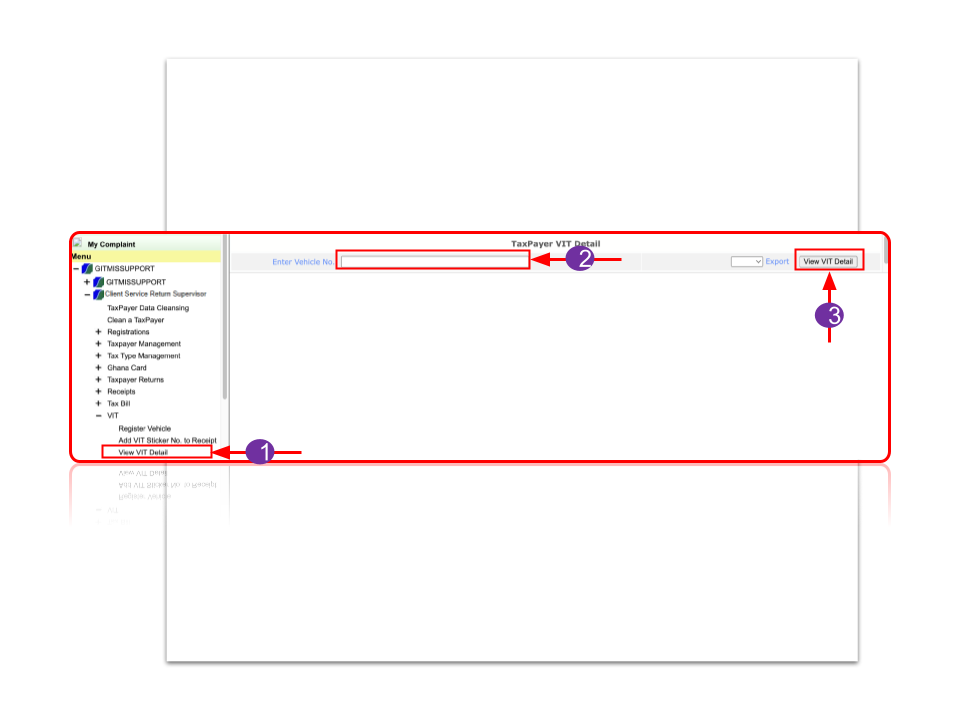 My Complaint
Menu
GITMISSUPPORT
GITMISSUPPORT
Client Service Return Supervisor
TaxPayer Data Cleansing
Clean a TaxPayer
Registrations
Taxpayer Management
Tax Type Management
Ghana Card
Taxpayer Returns
Receipts
Tax Bill
VIT
Register Vehicle
Add VIT Sticker No. to Receipt
View VIT Detail
1
TaxPayer VIT Detail
Enter Vehicle No.
2
Export
View VIT Detail
3